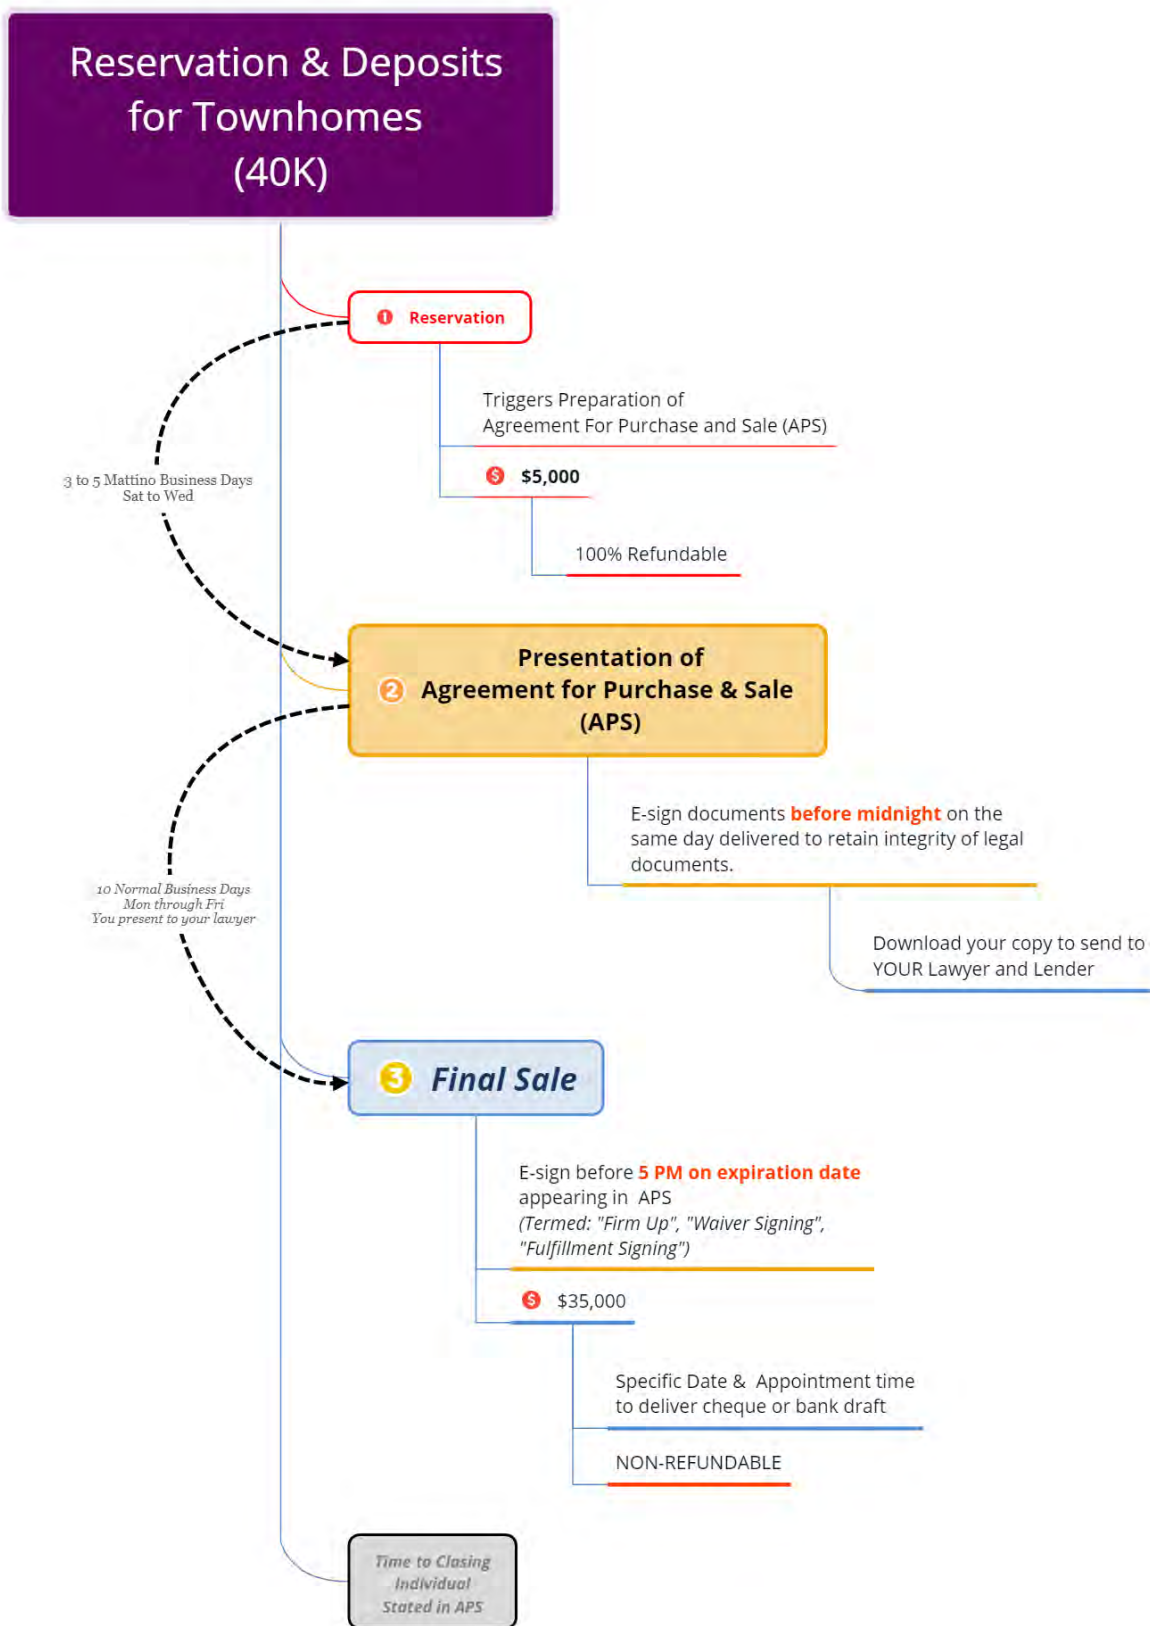 Reservation & Deposits
for Townhomes
(40K)
1 Reservation
Triggers Preparation of
Agreement For Purchase and Sale (APS)
$ $5,000
3 to 5 Mattino Business Days
Sat to Wed
100% Refundable
Presentation of
2 Agreement for Purchase & Sale
(APS)
E-sign documents before midnight on the
same day delivered to retain integrity of legal
documents.
10 Normal Business Days
Mon through Fri
You present to your lawyer
Download your copy to send to
YOUR Lawyer and Lender
3 Final Sale
E-sign before 5 PM on expiration date
appearing in APS
(Termed: "Firm Up", "Waiver Signing",
"Fulfillment Signing")
$ $35,000
Specific Date & Appointment time
to deliver cheque or bank draft
NON-REFUNDABLE
Time to Closing
Individual
Stated in APS